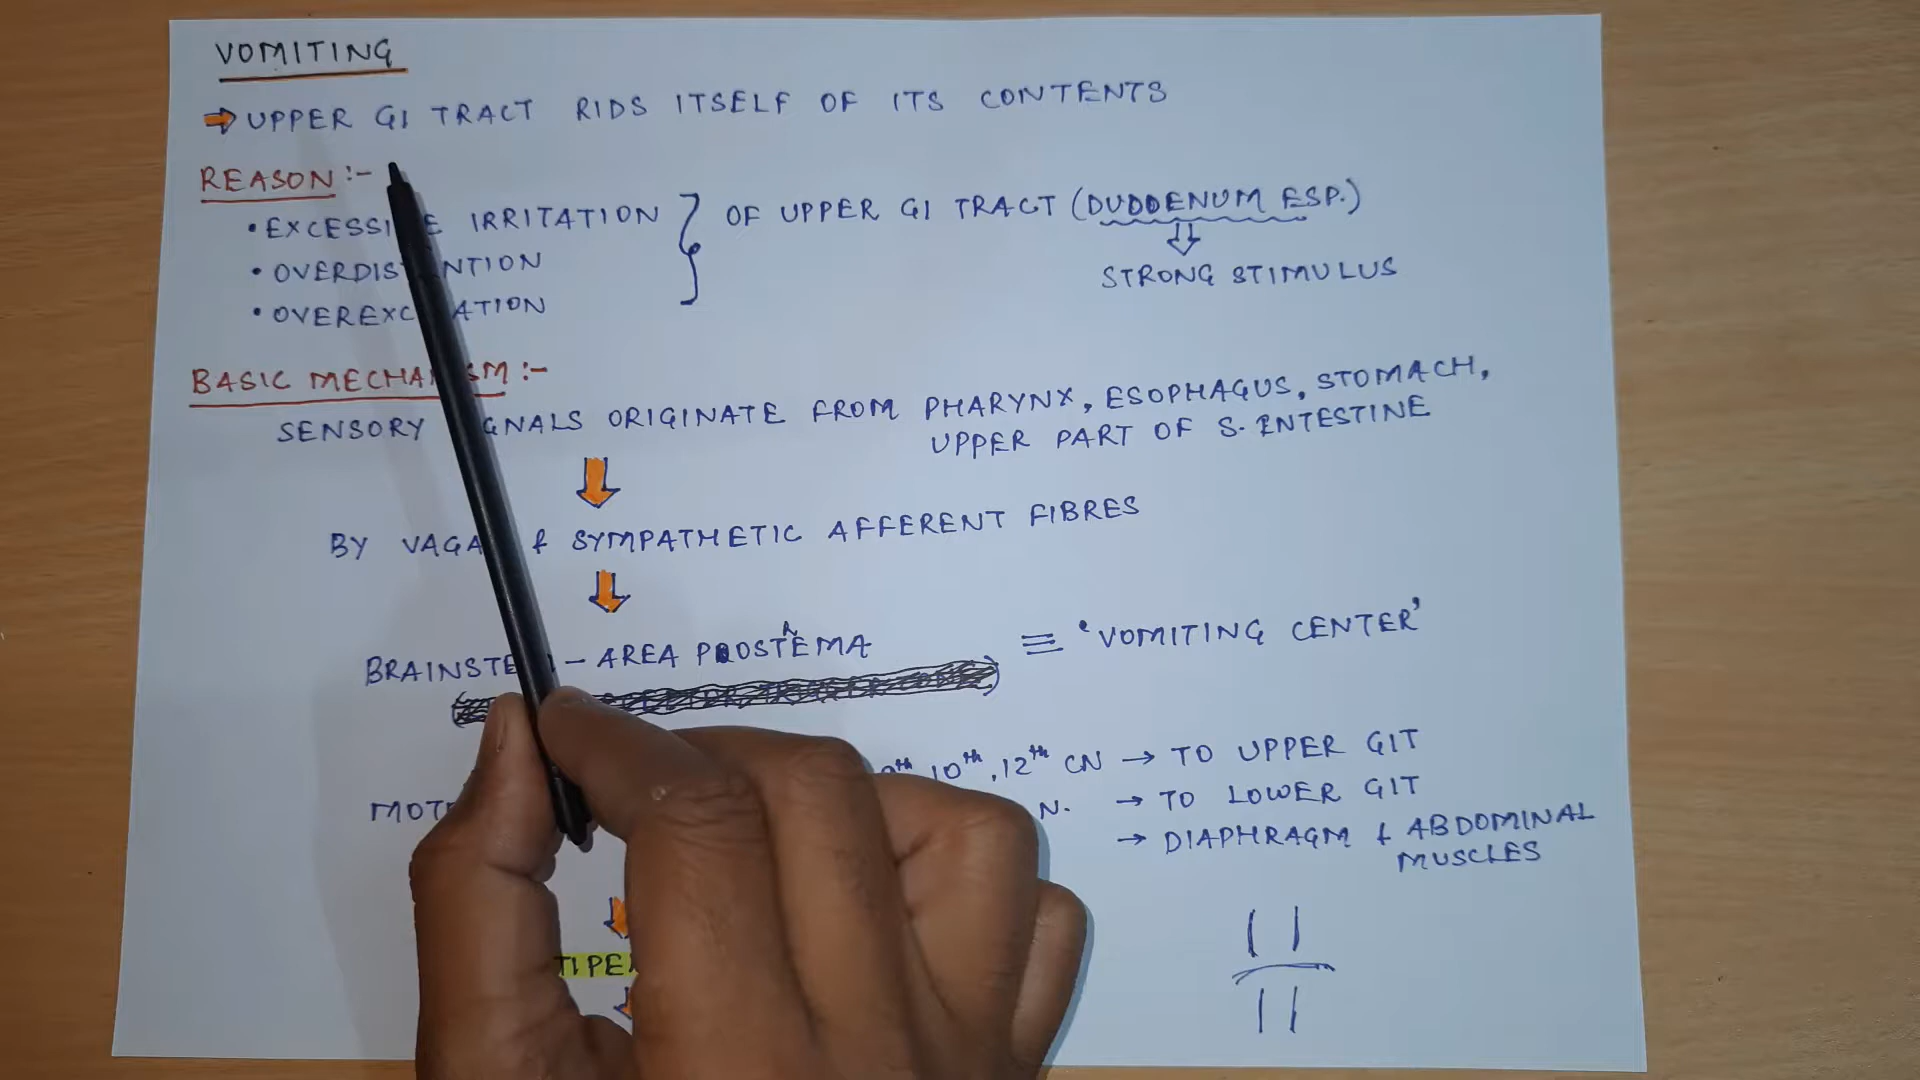 VOMITING
UPPER GI TRACT RIDS ITSELF OF ITS CONTENTS
REASON :-
• EXCESSI E IRRITATION } OF UPPER GI TRACT (DUDDENUM ESP.)
• OVERDIS NTION
STRONG STIMULUS
• OVEREXC ATION
BASIC MECHA SM :-
SENSORY GNALS ORIGINATE FROM PHARYNX, ESOPHAGUS, STOMACH,
UPPER PART OF S. INTESTINE
BY VAGA & SYMPATHETIC AFFERENT FIBRES
BRAINSTE - AREA POSTREMA ≡ 'VOMITING CENTER'
10th, 12th CN → TO UPPER GIT
MOT N. → TO LOWER GIT
→ DIAPHRAGM & ABDOMINAL
MUSCLES
TIPE